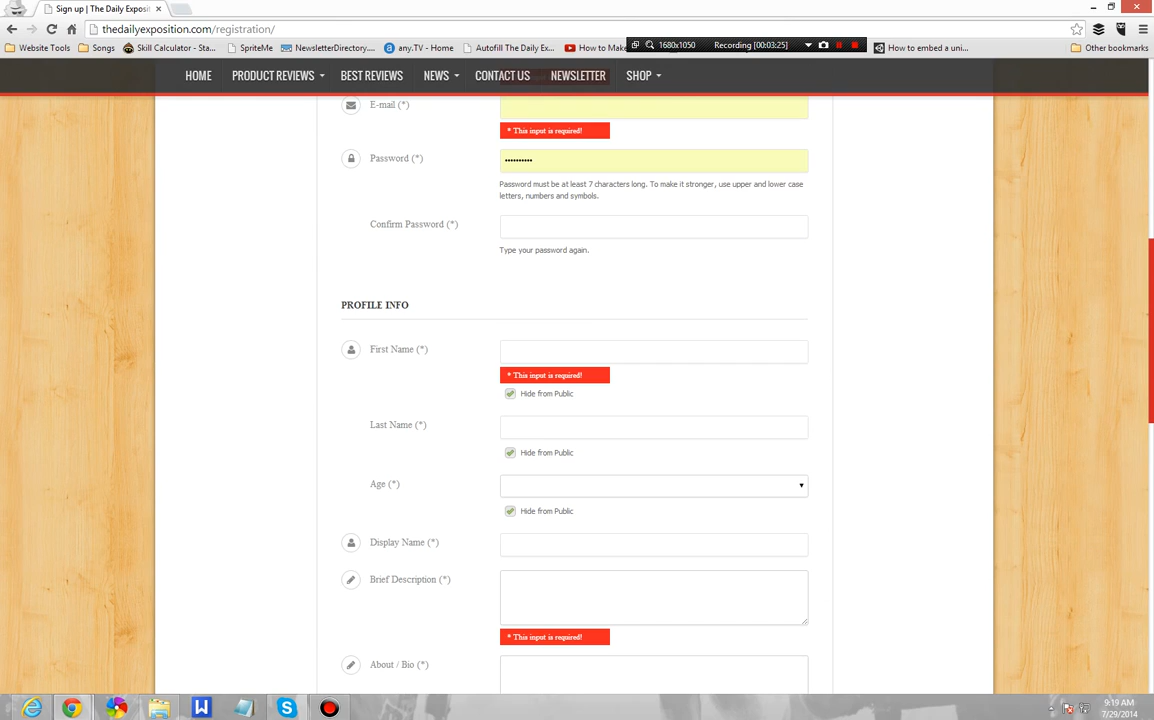 Sign up | The Daily Exposit
thedailyexposition.com/registration/
Website Tools
Songs
Skill Calculator - Sta...
SpriteMe
NewsletterDirectory....
any.TV - Home
Autofill The Daily Ex...
How to Make
1680x1050
Recording [00:03:25]
How to embed a uni...
Other bookmarks
HOME
PRODUCT REVIEWS
BEST REVIEWS
NEWS
CONTACT US
NEWSLETTER
SHOP
E-mail (*)
* This input is required!
Password (*)
••••••••••
Password must be at least 7 characters long. To make it stronger, use upper and lower case
letters, numbers and symbols.
Confirm Password (*)
Type your password again.
PROFILE INFO
First Name (*)
* This input is required!
Hide from Public
Last Name (*)
Hide from Public
Age (*)
Hide from Public
Display Name (*)
Brief Description (*)
* This input is required!
About / Bio (*)
9:19 AM
7/29/2014